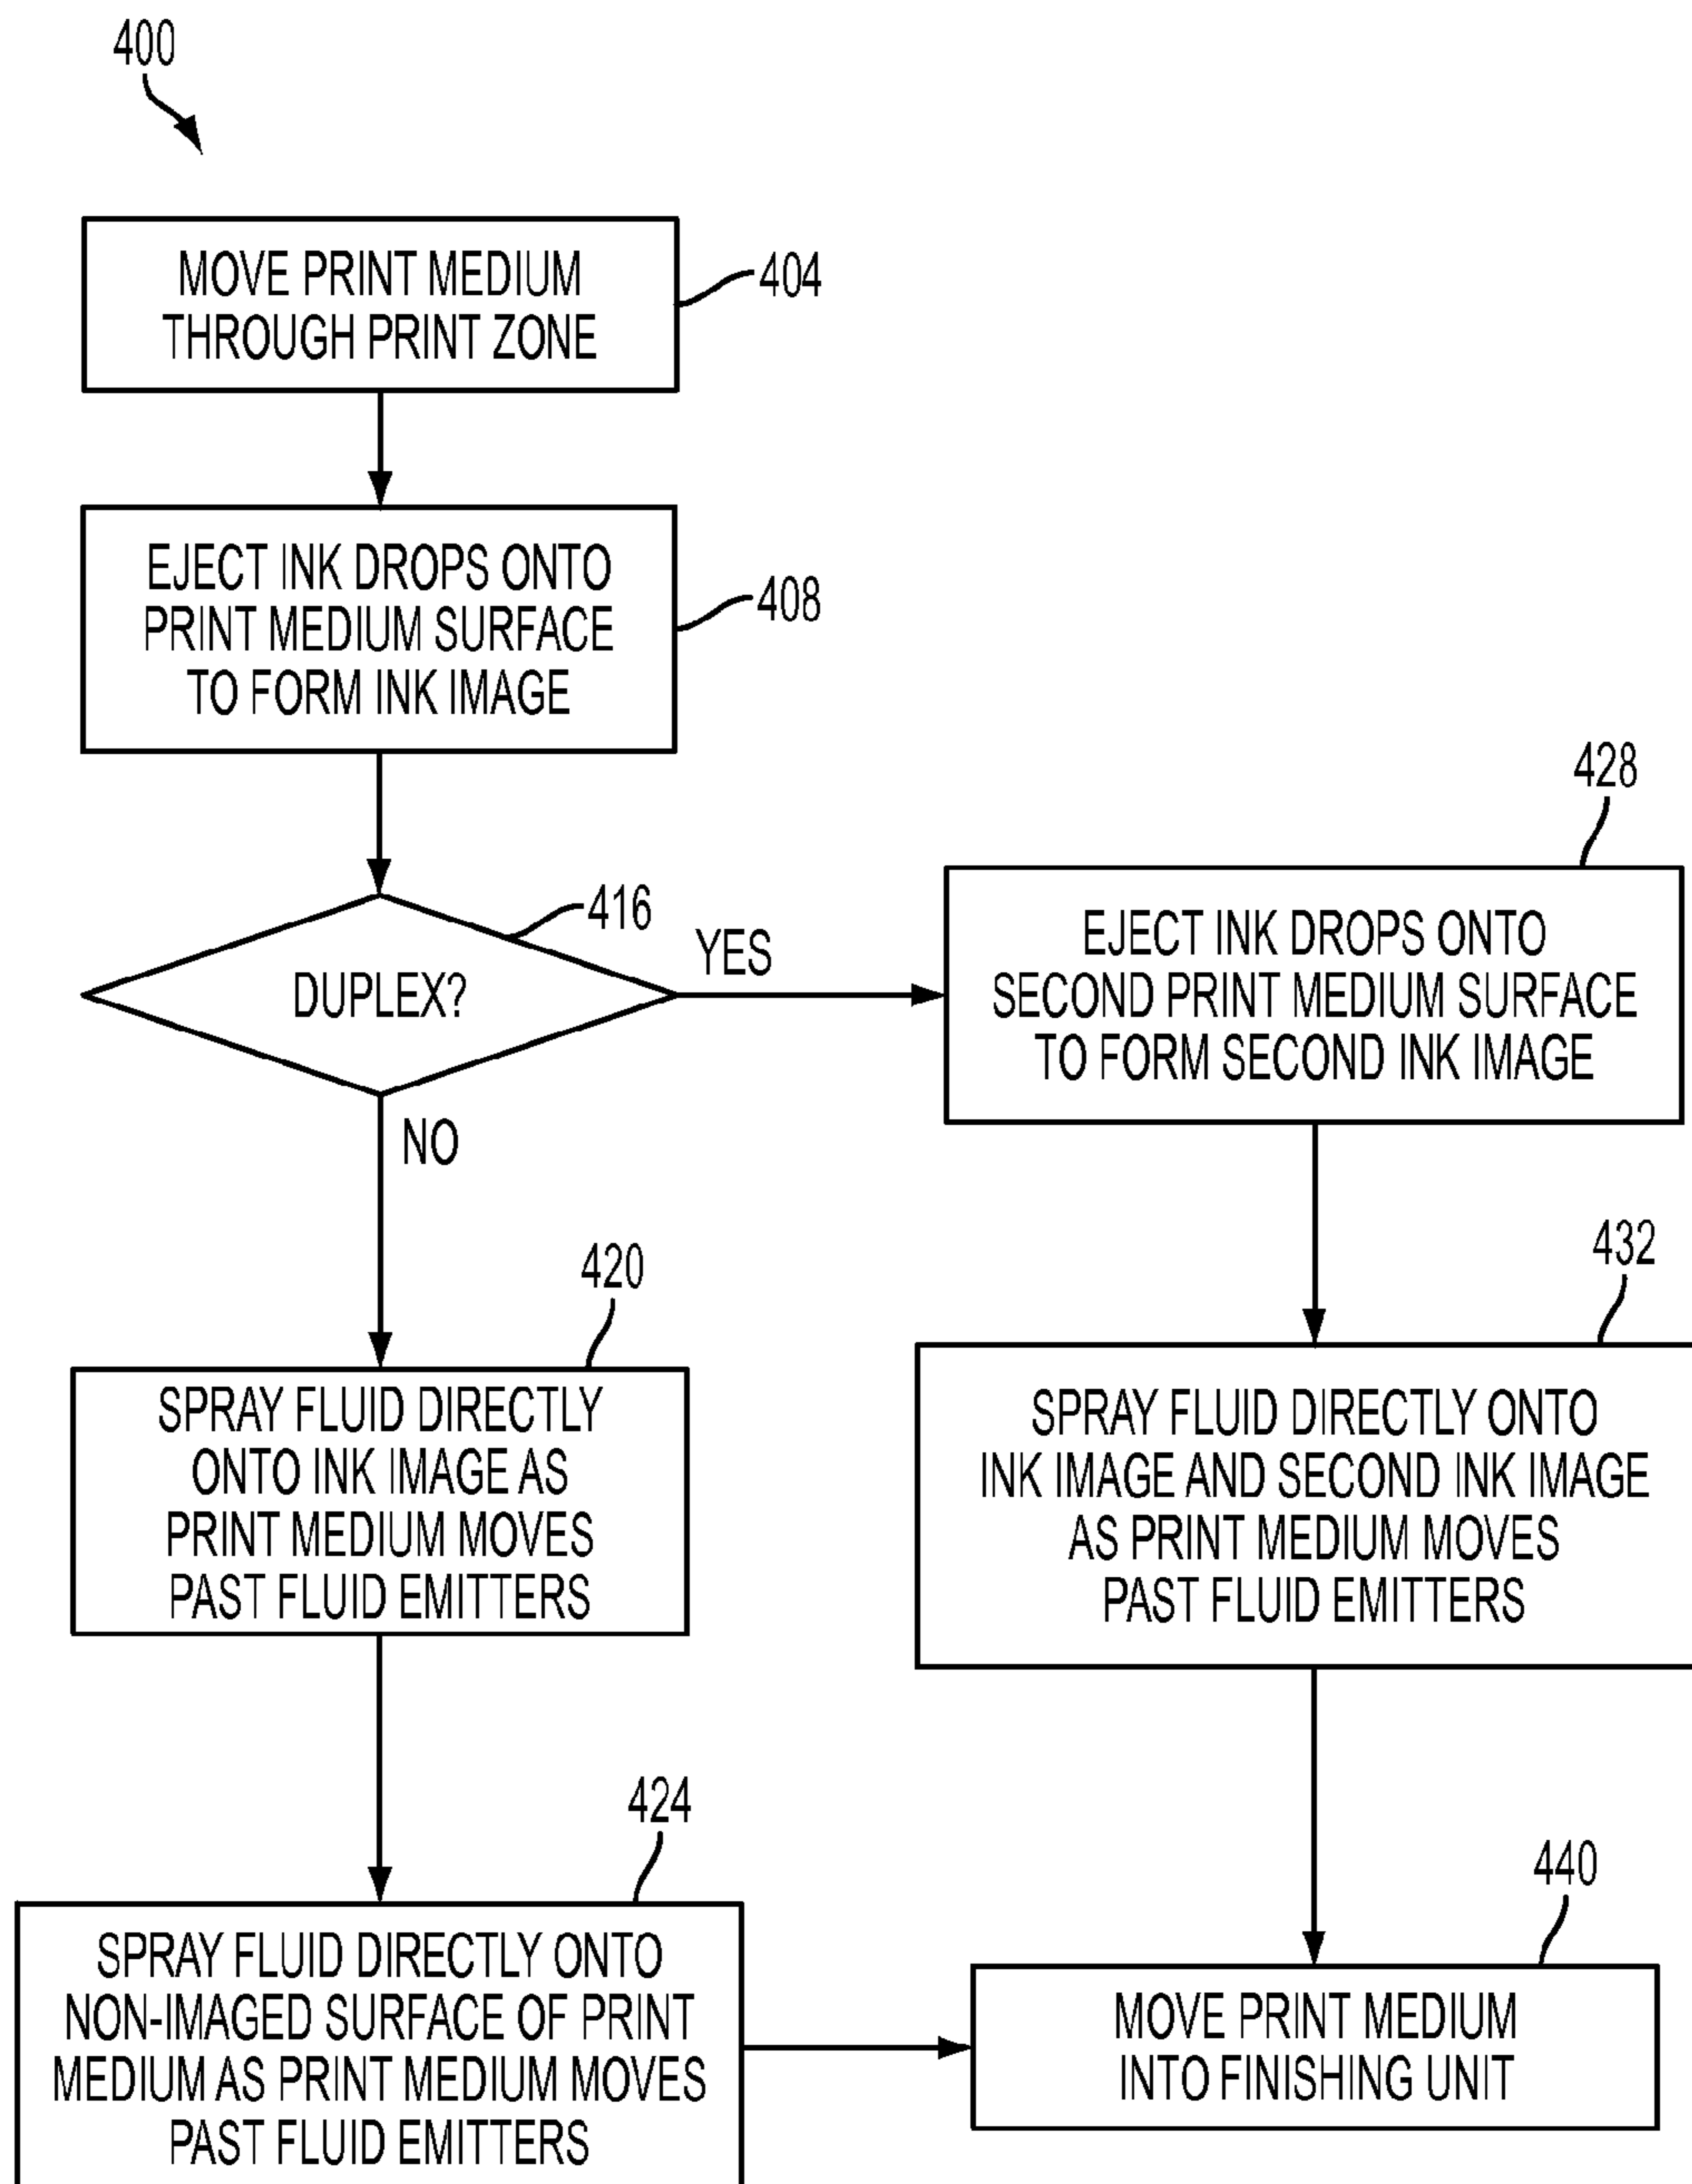 400
MOVE PRINT MEDIUM
THROUGH PRINT ZONE
404
EJECT INK DROPS ONTO
PRINT MEDIUM SURFACE
TO FORM INK IMAGE
408
DUPLEX?
416
YES
NO
428
EJECT INK DROPS ONTO
SECOND PRINT MEDIUM SURFACE
TO FORM SECOND INK IMAGE
420
SPRAY FLUID DIRECTLY
ONTO INK IMAGE AS
PRINT MEDIUM MOVES
PAST FLUID EMITTERS
432
SPRAY FLUID DIRECTLY ONTO
INK IMAGE AND SECOND INK IMAGE
AS PRINT MEDIUM MOVES
PAST FLUID EMITTERS
424
SPRAY FLUID DIRECTLY ONTO
NON-IMAGED SURFACE OF PRINT
MEDIUM AS PRINT MEDIUM MOVES
PAST FLUID EMITTERS
440
MOVE PRINT MEDIUM
INTO FINISHING UNIT